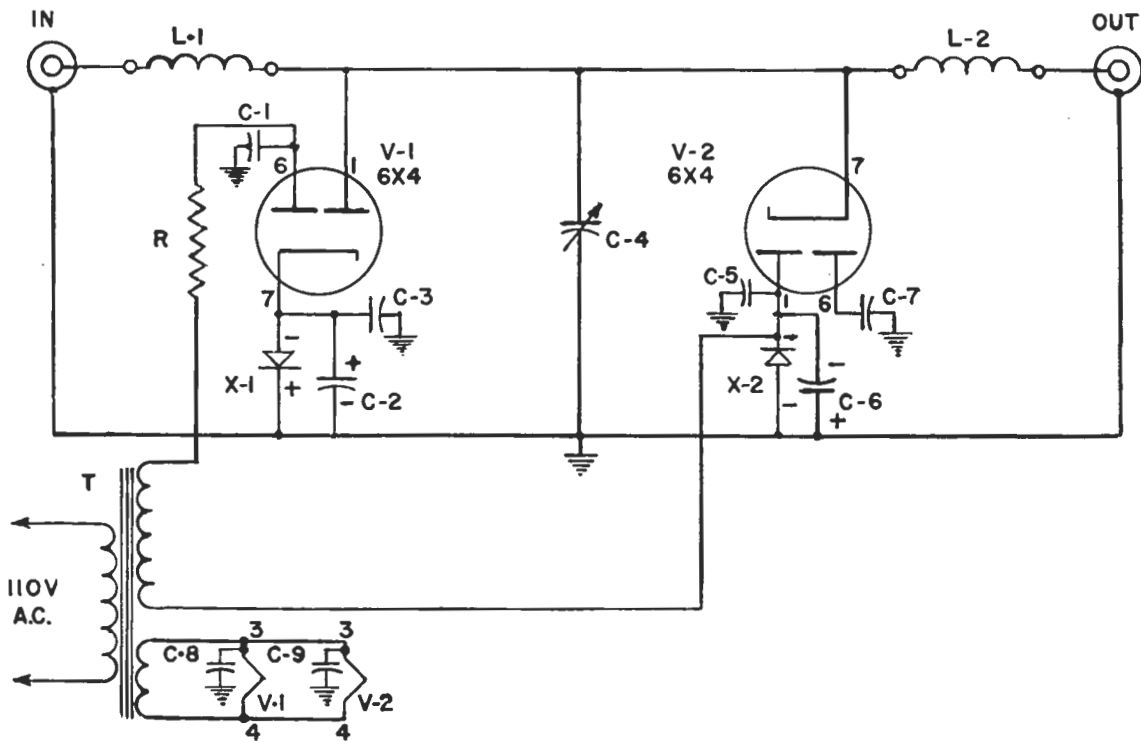 IN
OUT
L·1
L-2
C-1
6
1
V-1
6X4
V-2
6X4
7
R
C-4
7
C-3
C-5
1
6
C-7
-
X-1
+
+
- C-2
+
X-2
-
-
C-6
+
T
110V
A.C.
3
3
C·8
C-9
V·1
V-2
4
4